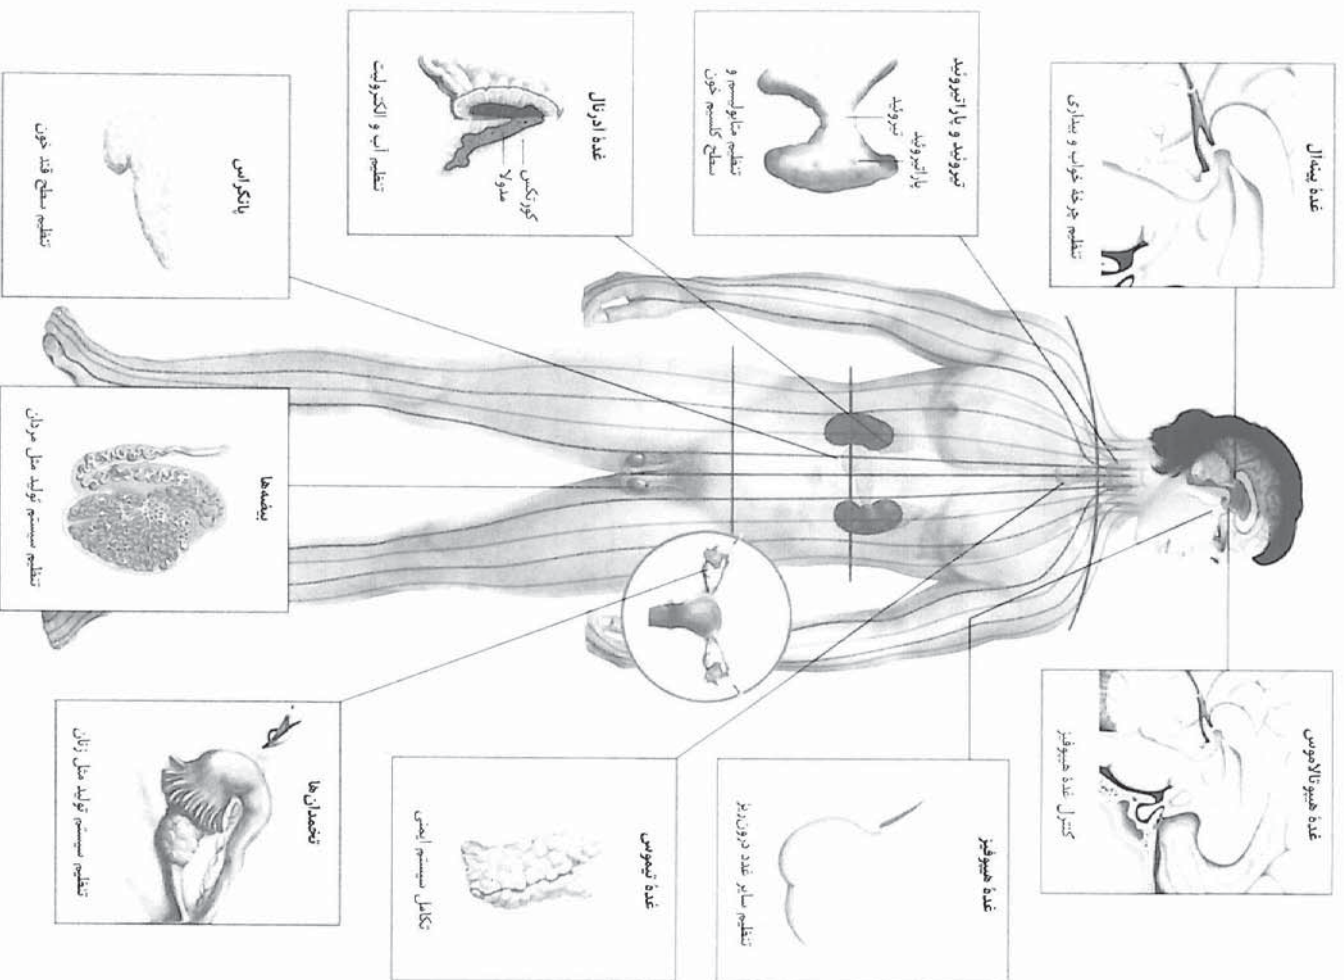 غدهٔ پینه‌آل
تنظیم چرخهٔ خواب و بیداری
تیروئید و پاراتیروئید
پاراتیروئید
تیروئید
تنظیم متابولیسم و
سطح کلسیم خون
غدهٔ ادرنال
کورتکس
مدولا
تنظیم آب و الکترولیت
پانکراس
تنظیم سطح قند خون
بیضه‌ها
تنظیم سیستم تولید مثل مردان
غدهٔ هیپوتالاموس
کنترل غدهٔ هیپوفیز
غدهٔ هیپوفیز
تنظیم سایر غدد درون‌ریز
غدهٔ تیموس
تکامل سیستم ایمنی
تخمدان‌ها
تنظیم سیستم تولید مثل زنان